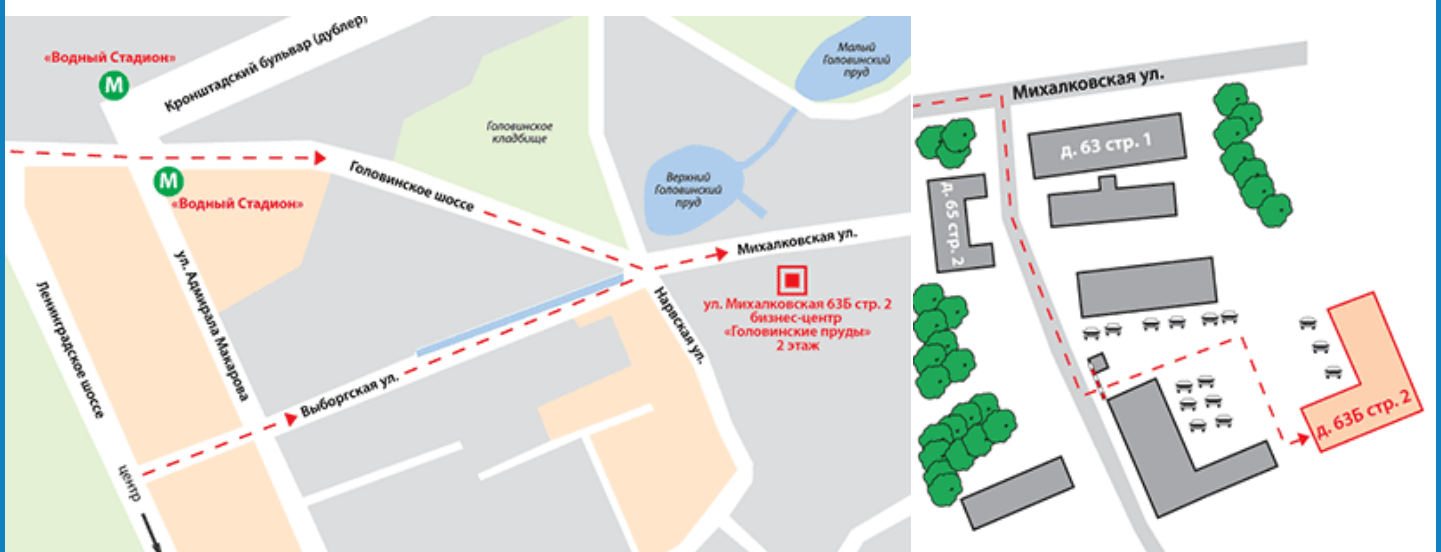 «Водный Стадион»
М
Кронштадский бульвар (дублер)
Малый
Головинский
пруд
Головинское
кладбище
Головинское шоссе
Верхний
Головинский
пруд
М
«Водный Стадион»
Михалковская ул.
ул. Михалковская 63Б стр. 2
бизнес-центр
«Головинские пруды»
2 этаж
Ленинградское шоссе
ул. Адмирала Макарова
Нарвская ул.
Выборгская ул.
центр
Михалковская ул.
д. 63 стр. 1
д. 65 стр. 2
д. 63Б стр. 2